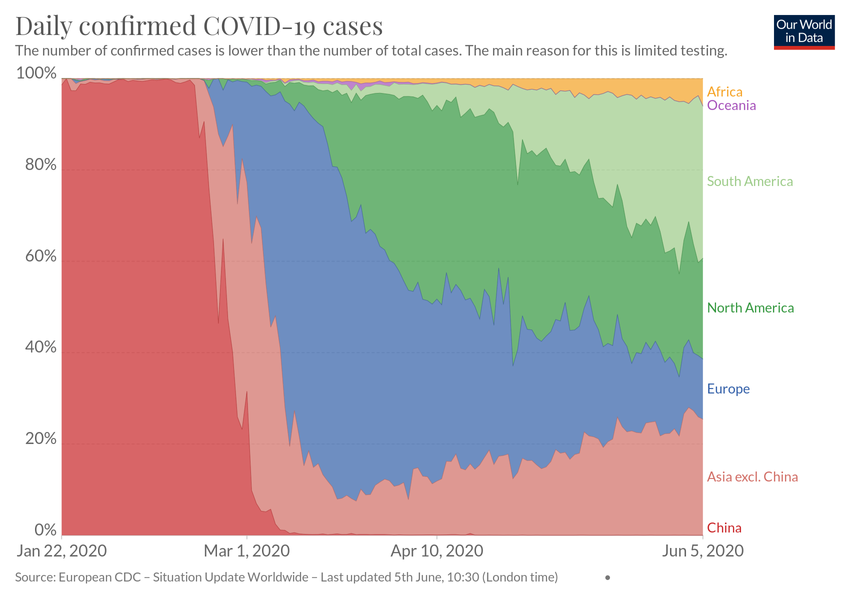 Daily confirmed COVID-19 cases
Our World
in Data
The number of confirmed cases is lower than the number of total cases. The main reason for this is limited testing.
100%
80%
60%
40%
20%
0%
Africa
Oceania
South America
North America
Europe
Asia excl. China
China
Jan 22, 2020
Mar 1, 2020
Apr 10, 2020
Jun 5, 2020
Source: European CDC – Situation Update Worldwide – Last updated 5th June, 10:30 (London time)